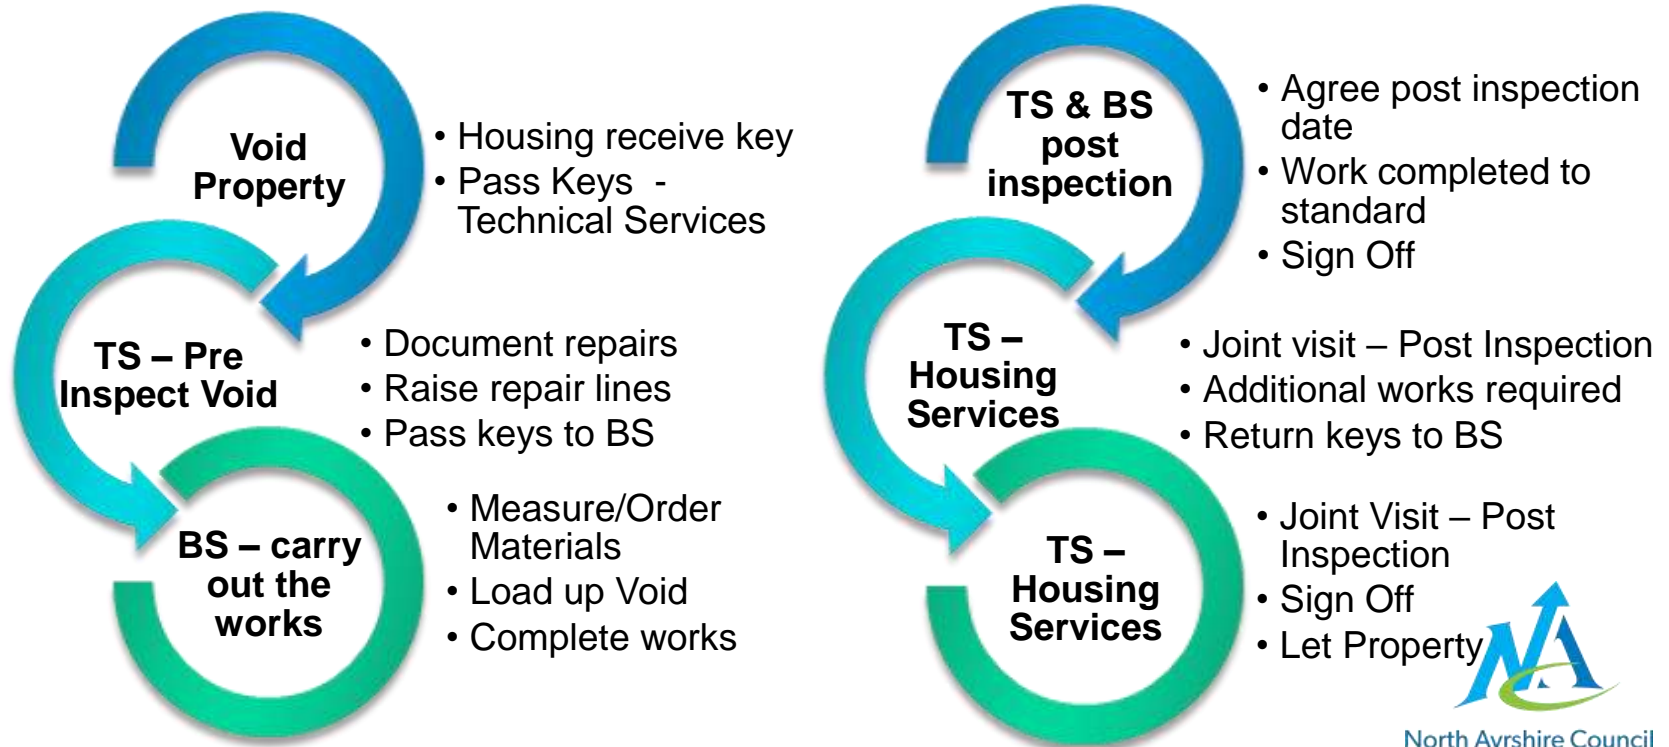 Void
Property
• Housing receive key
• Pass Keys  -
Technical Services
TS – Pre
Inspect Void
• Document repairs
• Raise repair lines
• Pass keys to BS
BS – carry
out the
works
• Measure/Order
Materials
• Load up Void
• Complete works
TS & BS
post
inspection
• Agree post inspection
date
• Work completed to
standard
• Sign Off
TS –
Housing
Services
• Joint visit – Post Inspection
• Additional works required
• Return keys to BS
TS –
Housing
Services
• Joint Visit – Post
Inspection
• Sign Off
• Let Property
North Ayrshire Council